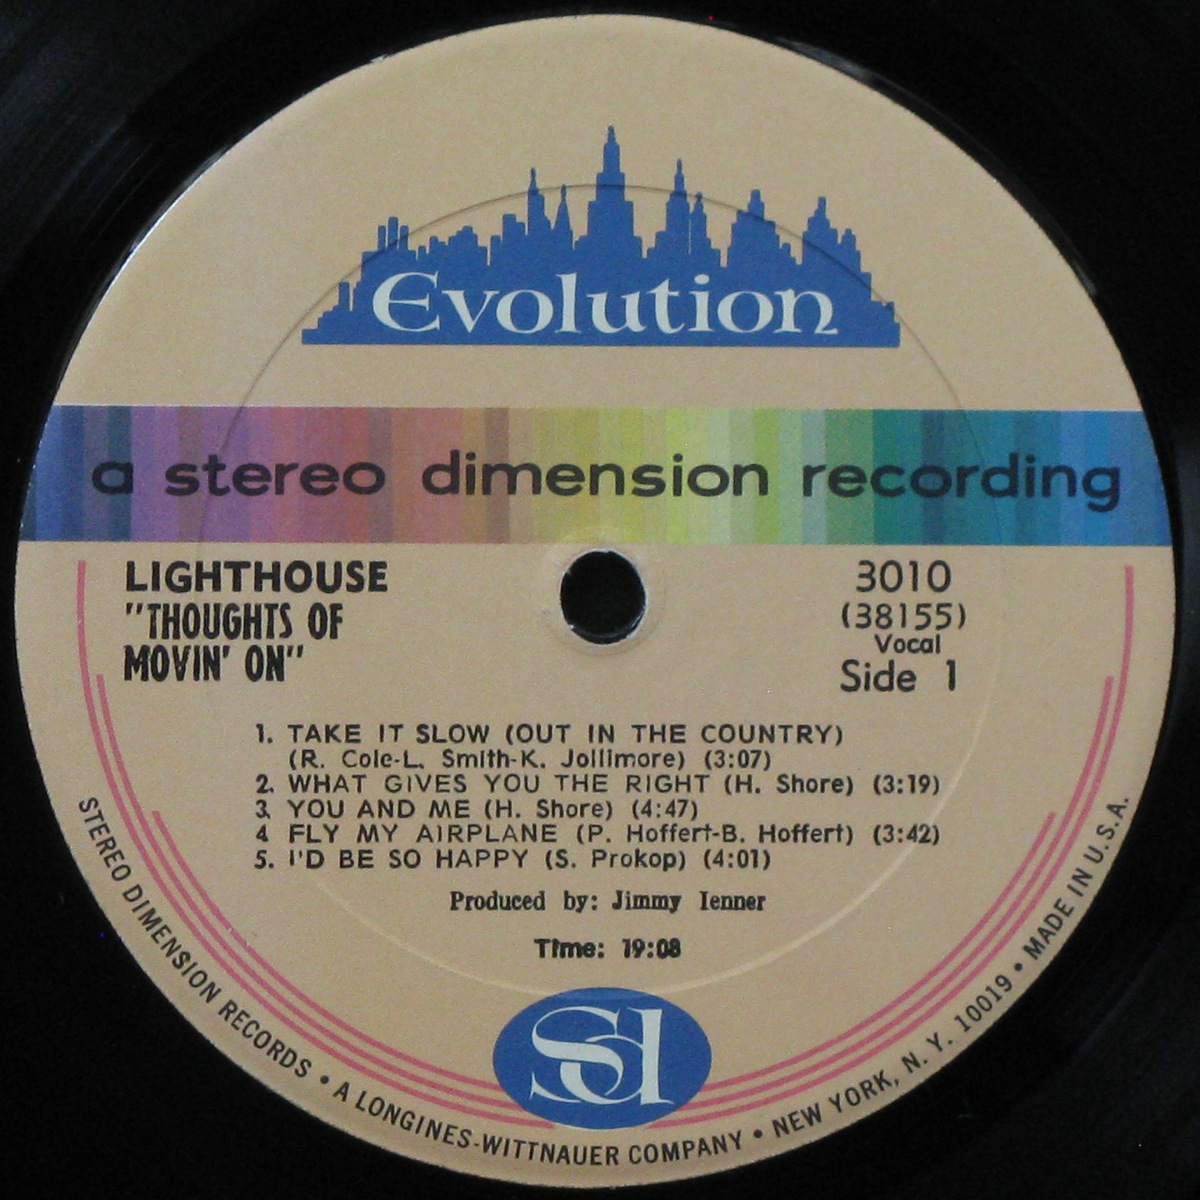 Evolution
a stereo dimension recording
LIGHTHOUSE
"THOUGHTS OF
MOVIN' ON"
3010
(38155)
Vocal
Side 1
1. TAKE IT SLOW (OUT IN THE COUNTRY)
(R. Cole-L. Smith-K. Jollimore) (3:07)
2. WHAT GIVES YOU THE RIGHT (H. Shore) (3:19)
3. YOU AND ME (H. Shore) (4:47)
4 FLY MY AIRPLANE (P. Hoffert-B. Hoffert) (3:42)
5. I'D BE SO HAPPY (S. Prokop) (4:01)
Produced by: Jimmy Ienner
Time: 19:08
Sd
STEREO DIMENSION RECORDS • A LONGINES-WITTNAUER COMPANY • NEW YORK, N. Y. 10019 • MADE IN U.S.A.